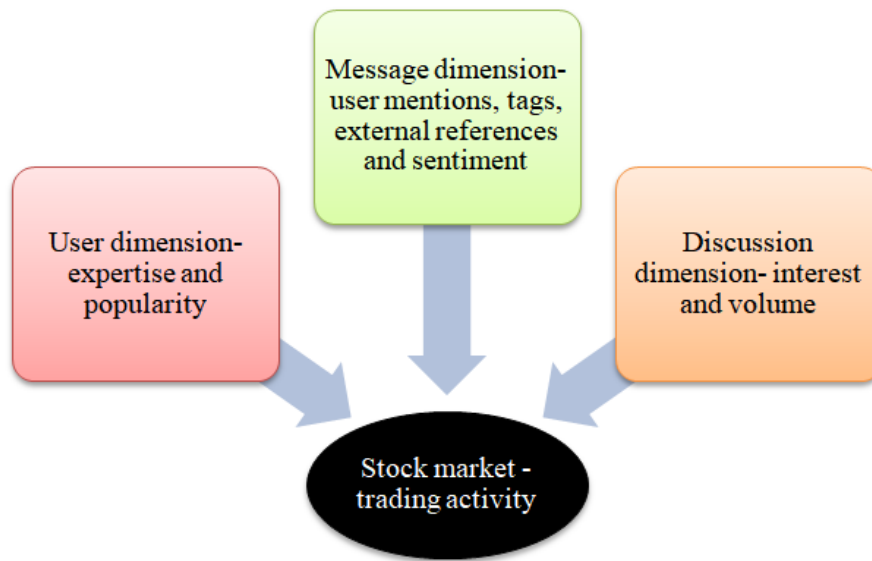 Message dimension-
user mentions, tags,
external references
and sentiment
User dimension-
expertise and
popularity
Discussion
dimension- interest
and volume
Stock market -
trading activity